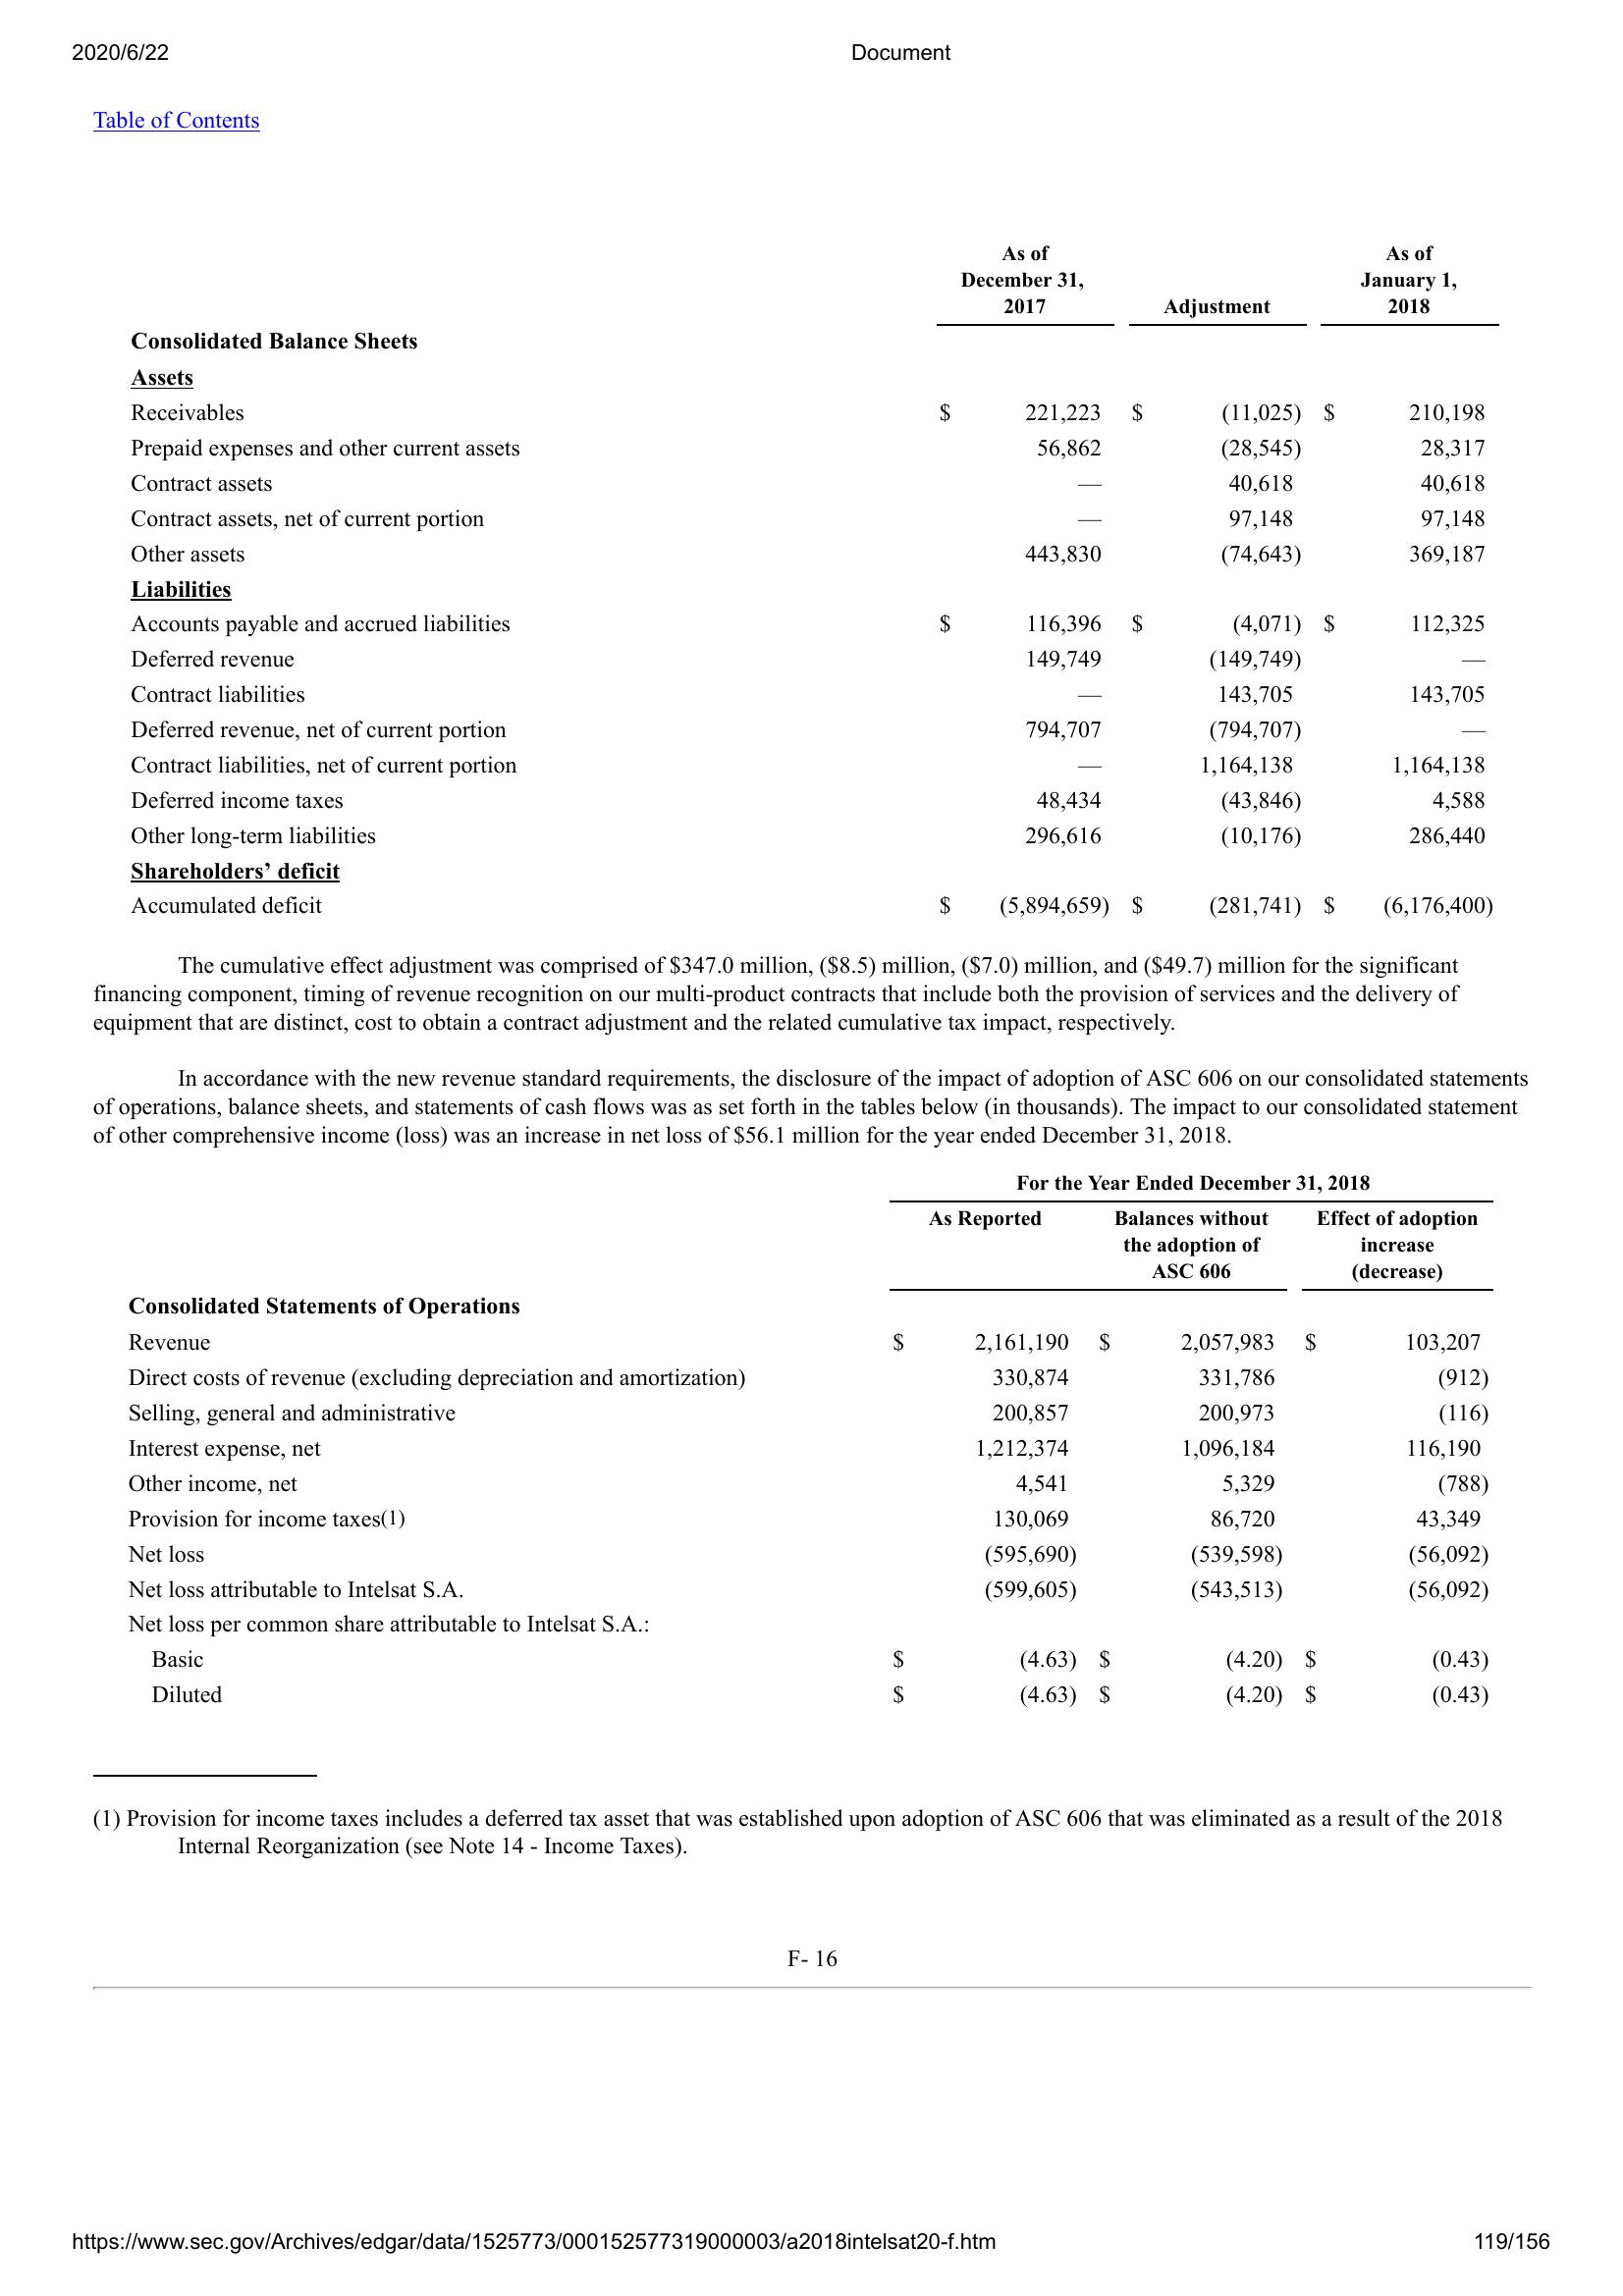 2020/6/22 Document
Table of Contents
As of December 31, 2017 Adjustment As of January 1, 2018
Consolidated Balance Sheets
Assets
Receivables $ 221,223 $ (11,025) $ 210,198
Prepaid expenses and other current assets 56,862 (28,545) 28,317
Contract assets — 40,618 40,618
Contract assets, net of current portion — 97,148 97,148
Other assets 443,830 (74,643) 369,187
Liabilities
Accounts payable and accrued liabilities $ 116,396 $ (4,071) $ 112,325
Deferred revenue 149,749 (149,749) —
Contract liabilities — 143,705 143,705
Deferred revenue, net of current portion 794,707 (794,707) —
Contract liabilities, net of current portion — 1,164,138 1,164,138
Deferred income taxes 48,434 (43,846) 4,588
Other long-term liabilities 296,616 (10,176) 286,440
Shareholders’ deficit
Accumulated deficit $ (5,894,659) $ (281,741) $ (6,176,400)
The cumulative effect adjustment was comprised of $347.0 million, ($8.5) million, ($7.0) million, and ($49.7) million for the significant
financing component, timing of revenue recognition on our multi-product contracts that include both the provision of services and the delivery of
equipment that are distinct, cost to obtain a contract adjustment and the related cumulative tax impact, respectively.
In accordance with the new revenue standard requirements, the disclosure of the impact of adoption of ASC 606 on our consolidated statements
of operations, balance sheets, and statements of cash flows was as set forth in the tables below (in thousands). The impact to our consolidated statement
of other comprehensive income (loss) was an increase in net loss of $56.1 million for the year ended December 31, 2018.
For the Year Ended December 31, 2018
As Reported Balances without the adoption of ASC 606 Effect of adoption increase (decrease)
Consolidated Statements of Operations
Revenue $ 2,161,190 $ 2,057,983 $ 103,207
Direct costs of revenue (excluding depreciation and amortization) 330,874 331,786 (912)
Selling, general and administrative 200,857 200,973 (116)
Interest expense, net 1,212,374 1,096,184 116,190
Other income, net 4,541 5,329 (788)
Provision for income taxes(1) 130,069 86,720 43,349
Net loss (595,690) (539,598) (56,092)
Net loss attributable to Intelsat S.A. (599,605) (543,513) (56,092)
Net loss per common share attributable to Intelsat S.A.:
Basic $ (4.63) $ (4.20) $ (0.43)
Diluted $ (4.63) $ (4.20) $ (0.43)
(1) Provision for income taxes includes a deferred tax asset that was established upon adoption of ASC 606 that was eliminated as a result of the 2018
Internal Reorganization (see Note 14 - Income Taxes).
F- 16
https://www.sec.gov/Archives/edgar/data/1525773/000152577319000003/a2018intelsat20-f.htm 119/156